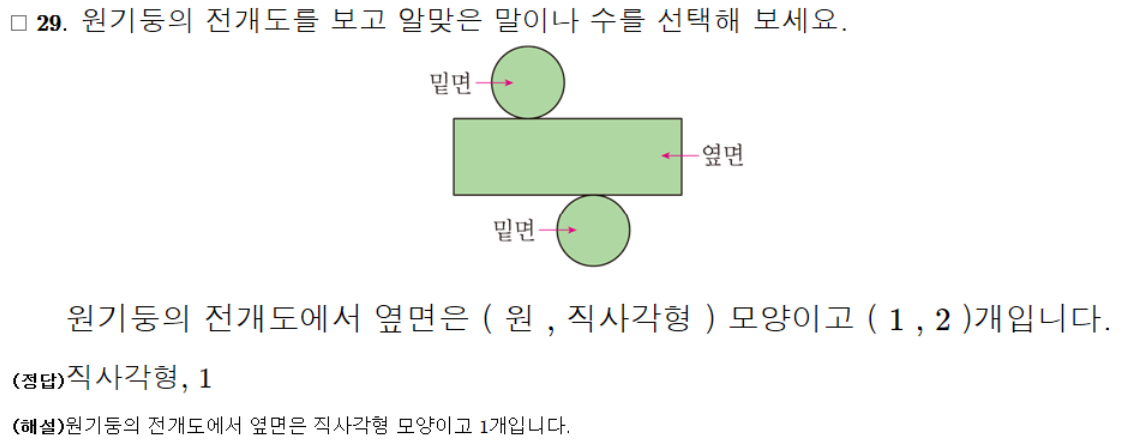 □ 29. 원기둥의 전개도를 보고 알맞은 말이나 수를 선택해 보세요.
밑면
옆면
밑면
원기둥의 전개도에서 옆면은 ( 원 , 직사각형 ) 모양이고 ( 1 , 2 )개입니다.
(정답)직사각형, 1
(해설)원기둥의 전개도에서 옆면은 직사각형 모양이고 1개입니다.